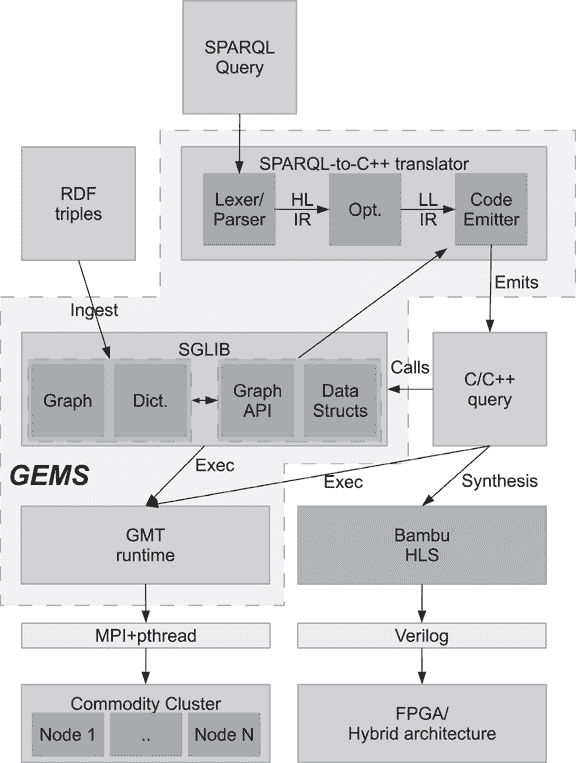 SPARQL
Query
RDF
triples
SPARQL-to-C++ translator
Lexer/
Parser
HL
IR
Opt.
LL
IR
Code
Emitter
Ingest
Emits
SGLIB
Graph
Dict.
Graph
API
Data
Structs
Calls
C/C++
query
GEMS
Exec
Exec
Synthesis
GMT
runtime
Bambu
HLS
MPI+pthread
Verilog
Commodity Cluster
Node 1
..
Node N
FPGA/
Hybrid architecture